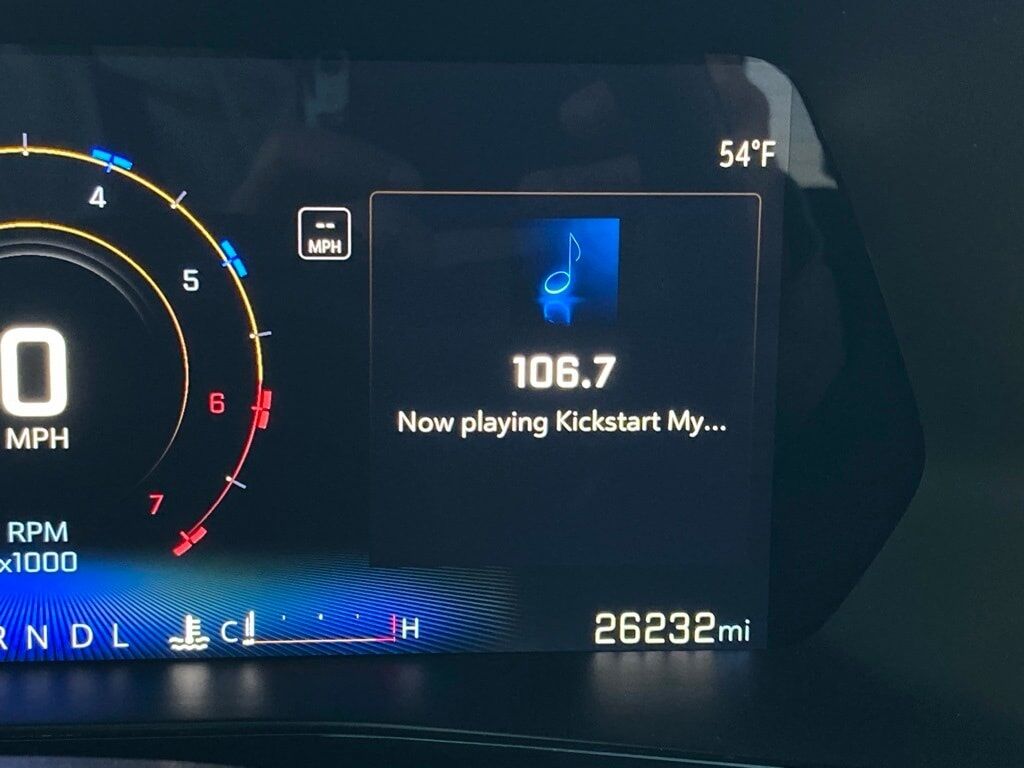 54°F
4
-- MPH
5
106.7
0
6
Now playing Kickstart My...
MPH
7
RPM
x1000
R N D L
C H
26232mi